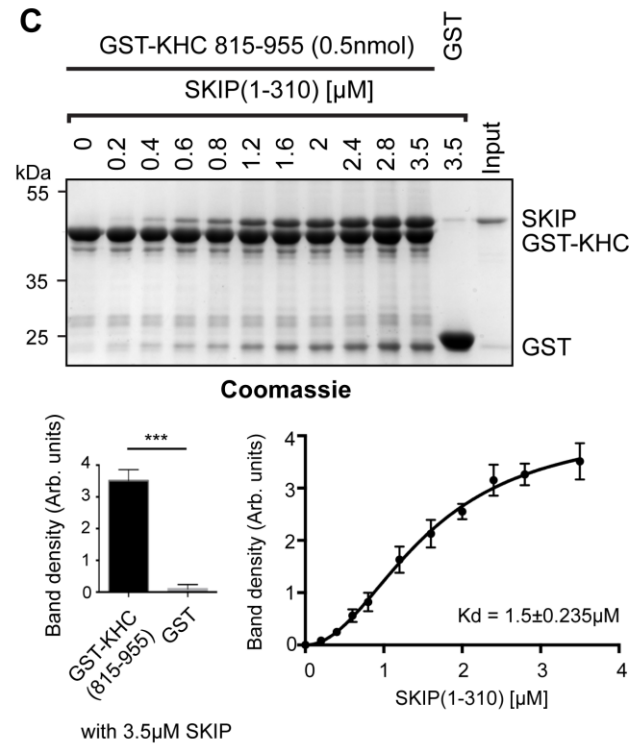 C
GST-KHC 815-955 (0.5nmol)
GST
SKIP(1-310) [µM]
kDa
0 0.2 0.4 0.6 0.8 1.2 1.6 2 2.4 2.8 3.5 3.5 Input
55
35
25
SKIP
GST-KHC
GST
Coomassie
Band density (Arb. units)
4
3
2
1
0
***
GST-KHC
(815-955)
GST
with 3.5µM SKIP
Band density (Arb. units)
4
3
2
1
0
Kd = 1.5±0.235µM
0 1 2 3 4
SKIP(1-310) [µM]